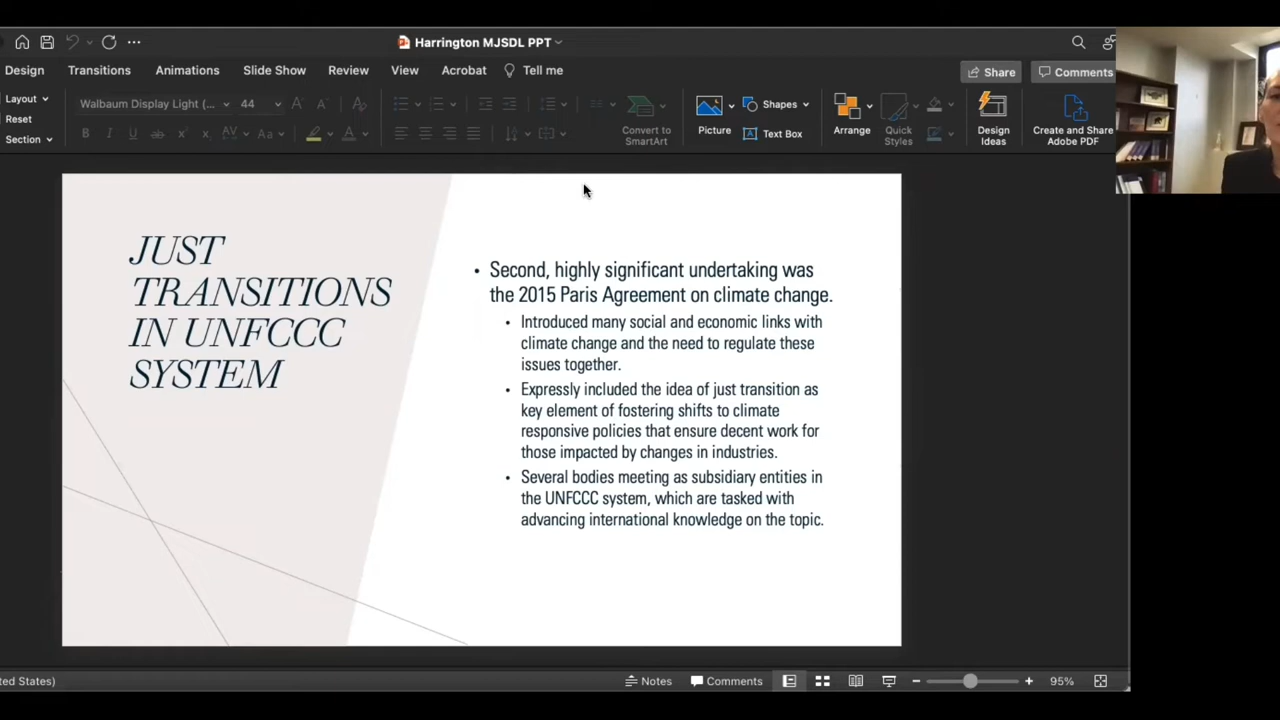 Harrington MJSDL PPT
Design Transitions Animations Slide Show Review View Acrobat Tell me Share Comments
Layout
Reset
Section
Walbaum Display Light (... 44
Convert to SmartArt
Picture
Shapes
Text Box
Arrange
Quick Styles
Design Ideas
Create and Share Adobe PDF
JUST
TRANSITIONS
IN UNFCCC
SYSTEM
• Second, highly significant undertaking was
the 2015 Paris Agreement on climate change.
• Introduced many social and economic links with
climate change and the need to regulate these
issues together.
• Expressly included the idea of just transition as
key element of fostering shifts to climate
responsive policies that ensure decent work for
those impacted by changes in industries.
• Several bodies meeting as subsidiary entities in
the UNFCCC system, which are tasked with
advancing international knowledge on the topic.
ted States) Notes Comments 95%